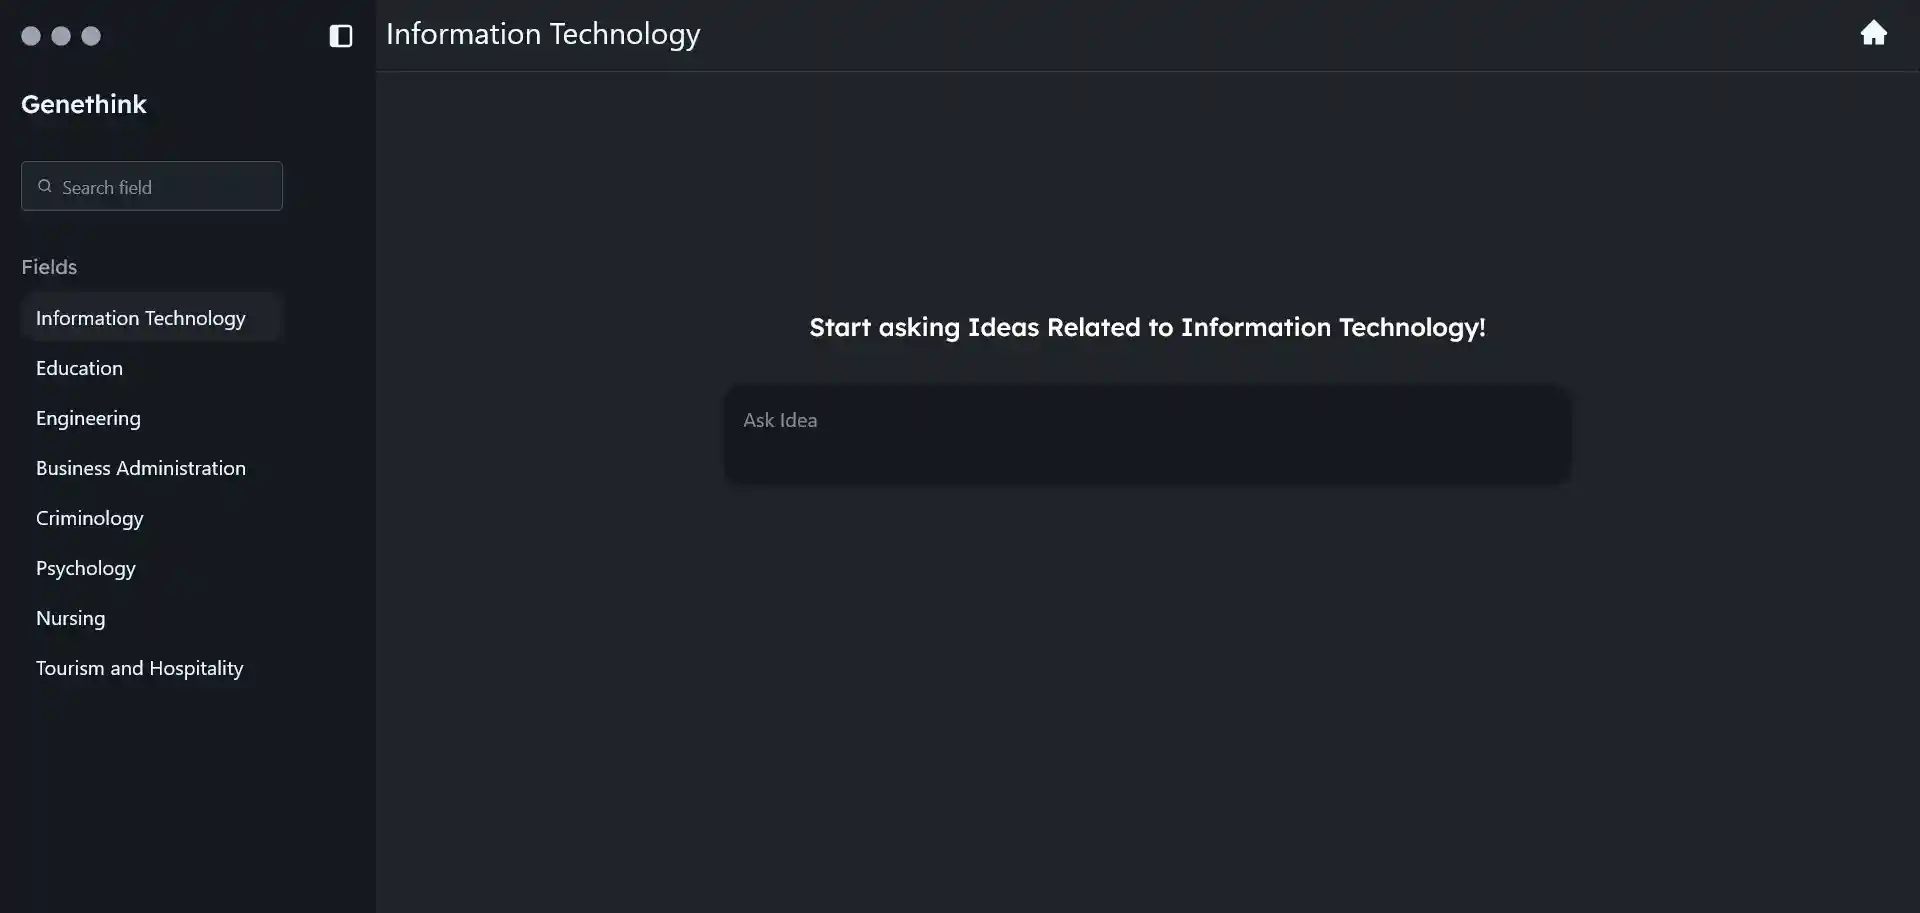 Genethink
Search field
Fields
Information Technology
Education
Engineering
Business Administration
Criminology
Psychology
Nursing
Tourism and Hospitality
Information Technology
Start asking Ideas Related to Information Technology!
Ask Idea